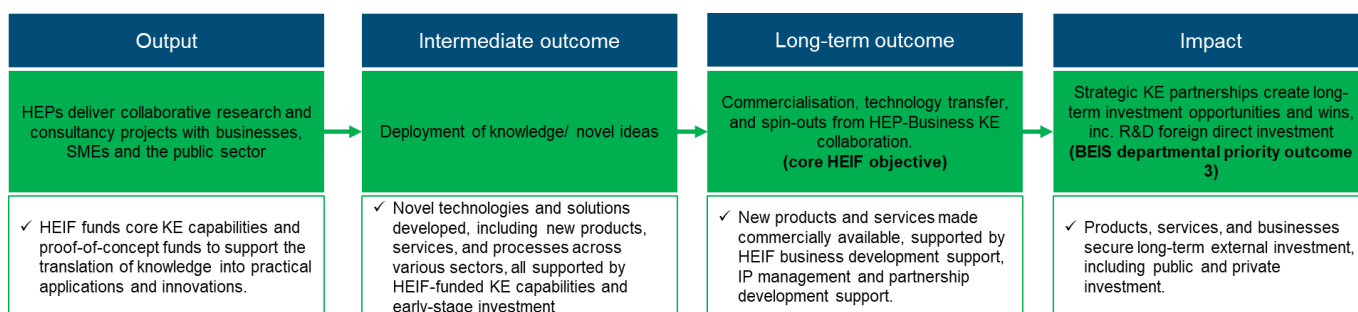 Output
HEPs deliver collaborative research and
consultancy projects with businesses,
SMEs and the public sector
✓ HEIF funds core KE capabilities and
proof-of-concept funds to support the
translation of knowledge into practical
applications and innovations.
Intermediate outcome
Deployment of knowledge/ novel ideas
✓ Novel technologies and solutions
developed, including new products,
services, and processes across
various sectors, all supported by
HEIF-funded KE capabilities and
early-stage investment
Long-term outcome
Commercialisation, technology transfer,
and spin-outs from HEP-Business KE
collaboration.
(core HEIF objective)
✓ New products and services made
commercially available, supported by
HEIF business development support,
IP management and partnership
development support.
Impact
Strategic KE partnerships create long-
term investment opportunities and wins,
inc. R&D foreign direct investment
(BEIS departmental priority outcome
3)
✓ Products, services, and businesses
secure long-term external investment,
including public and private
investment.